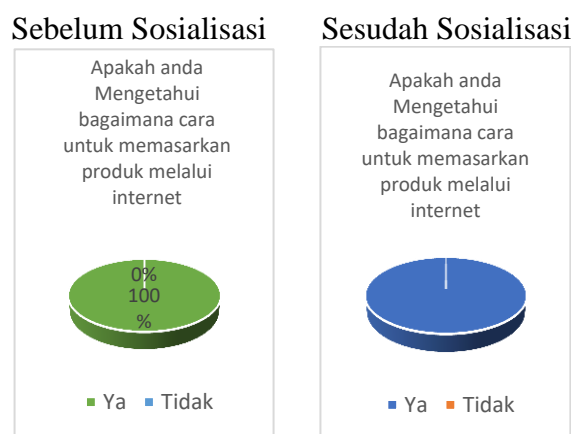 Sebelum Sosialisasi
Apakah anda
Mengetahui
bagaimana cara
untuk memasarkan
produk melalui
internet
0%
100
%
Ya Tidak
Sesudah Sosialisasi
Apakah anda
Mengetahui
bagaimana cara
untuk memasarkan
produk melalui
internet
Ya Tidak